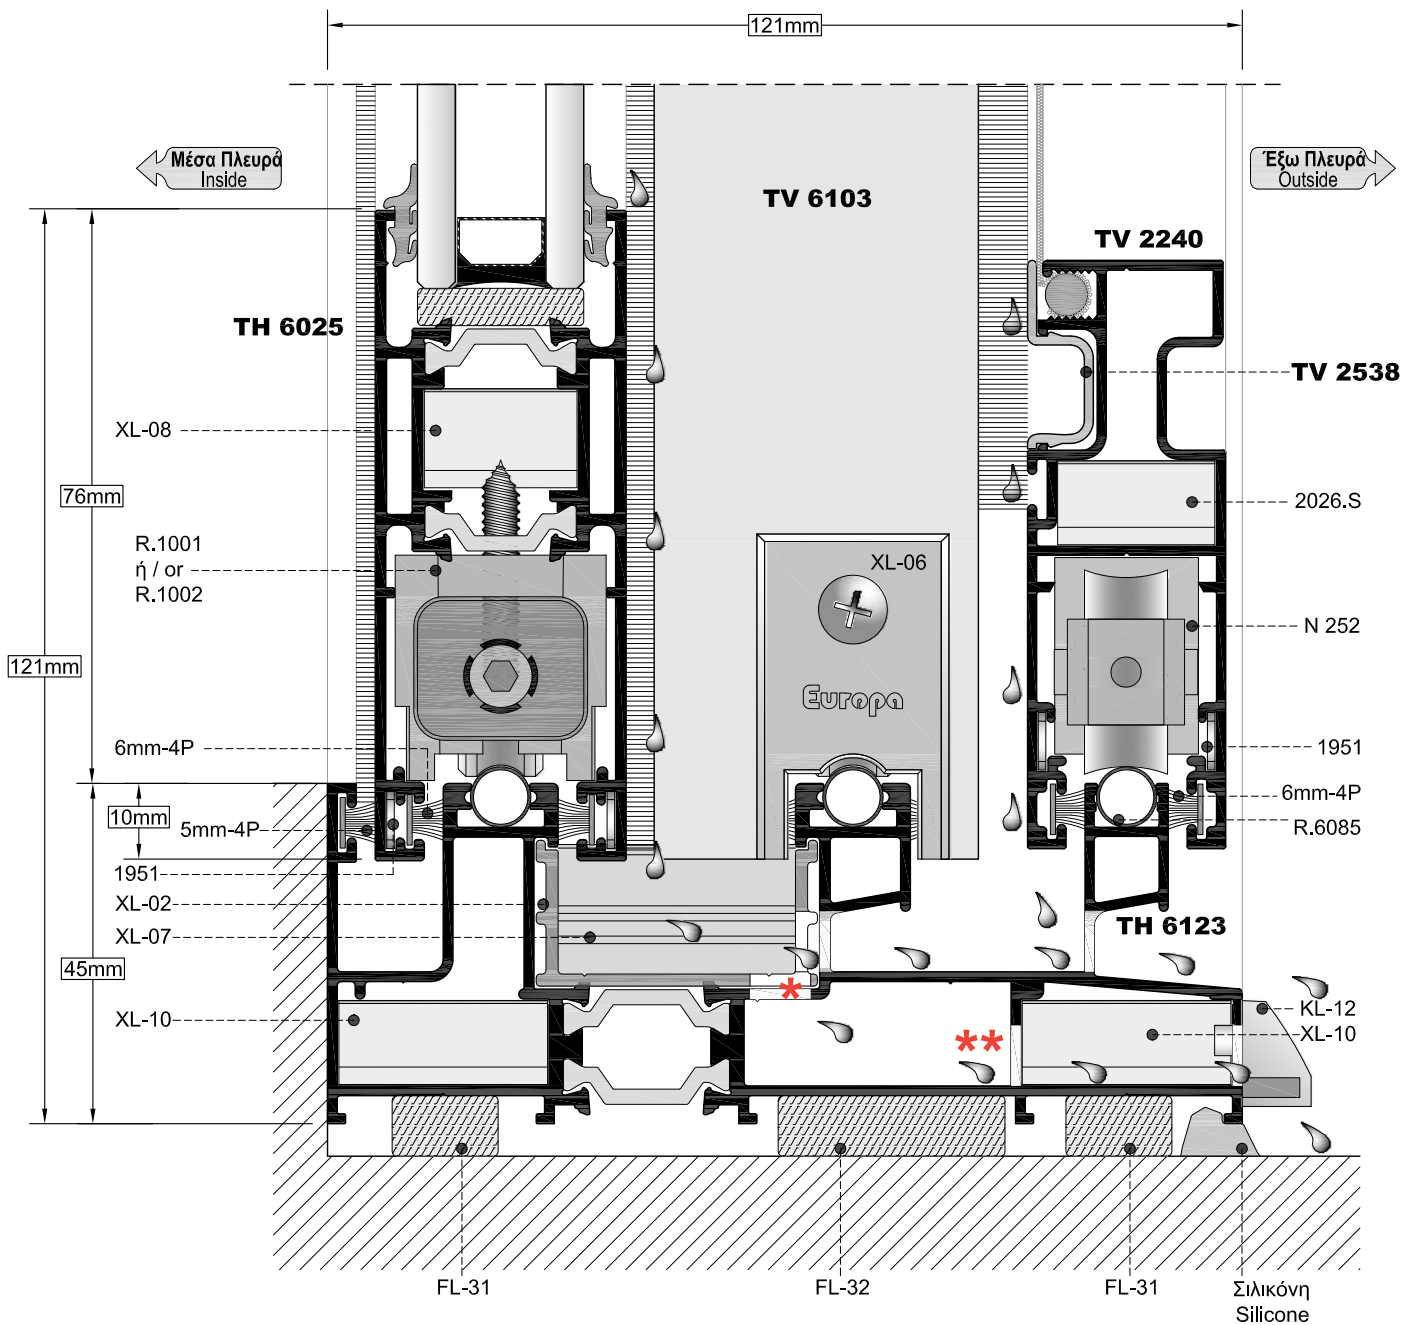 121mm
Μέσα Πλευρά
Inside
Έξω Πλευρά
Outside
TV 6103
TV 2240
TH 6025
TV 2538
XL-08
76mm
2026.S
R.1001
ή / or
R.1002
XL-06
N 252
121mm
Europa
6mm-4P
1951
10mm
5mm-4P
6mm-4P
R.6085
1951
XL-02
TH 6123
XL-07
45mm
*
XL-10
**
KL-12
XL-10
FL-31
FL-32
FL-31
Σιλικόνη
Silicone